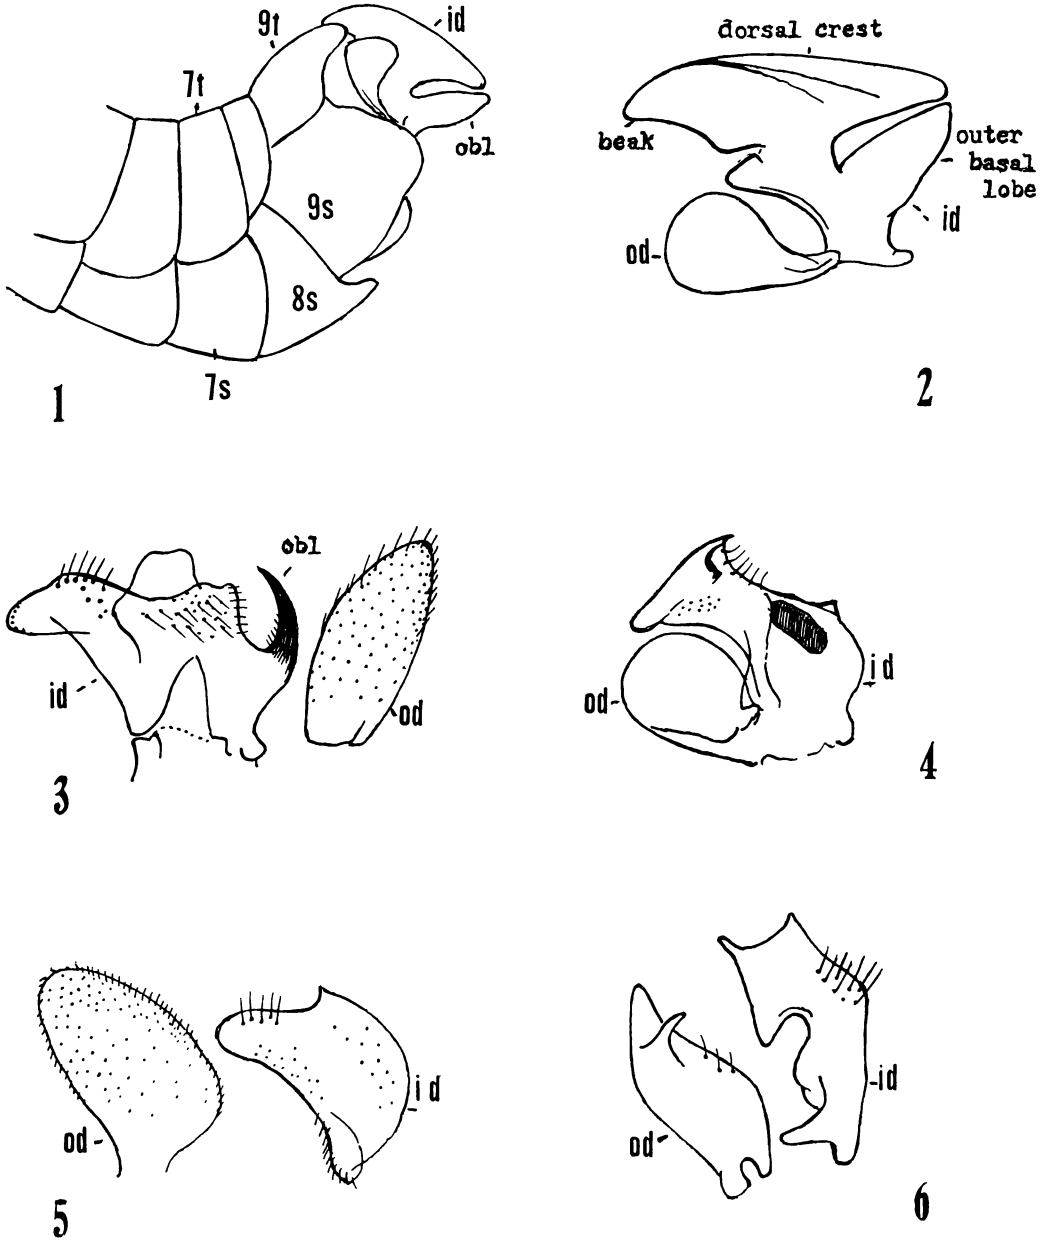 9t
id
7t
obl
9s
8s
7s
1
dorsal crest
beak
outer
basal
lobe
id
od
2
obl
id
od
3
od
id
4
od
id
5
od
id
6